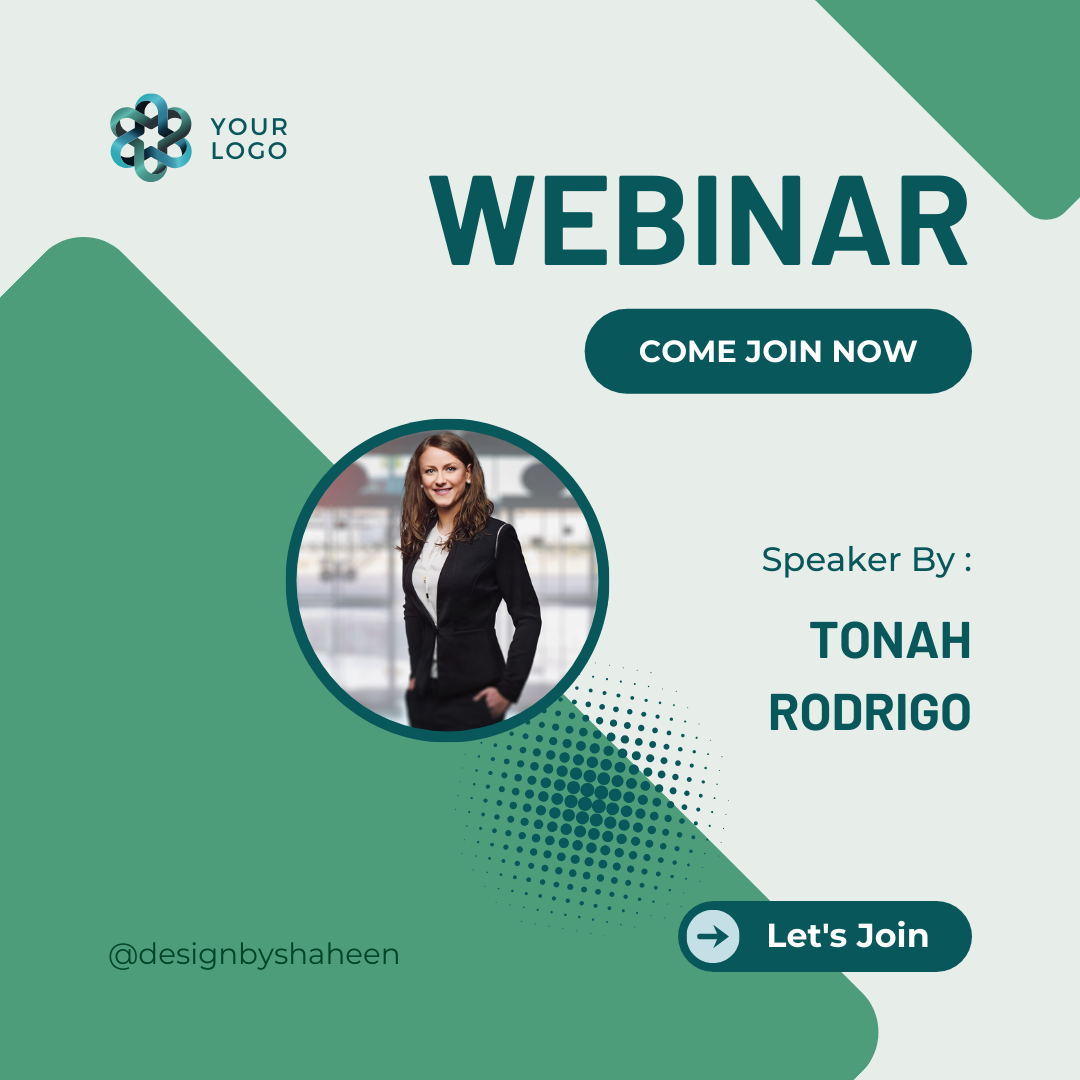 YOUR
LOGO
WEBINAR
COME JOIN NOW
Speaker By :
TONAH
RODRIGO
@designbyshaheen
Let's Join